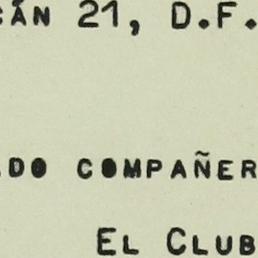 CÁN 21, D.F.
DO COMPAÑER
EL CLUB